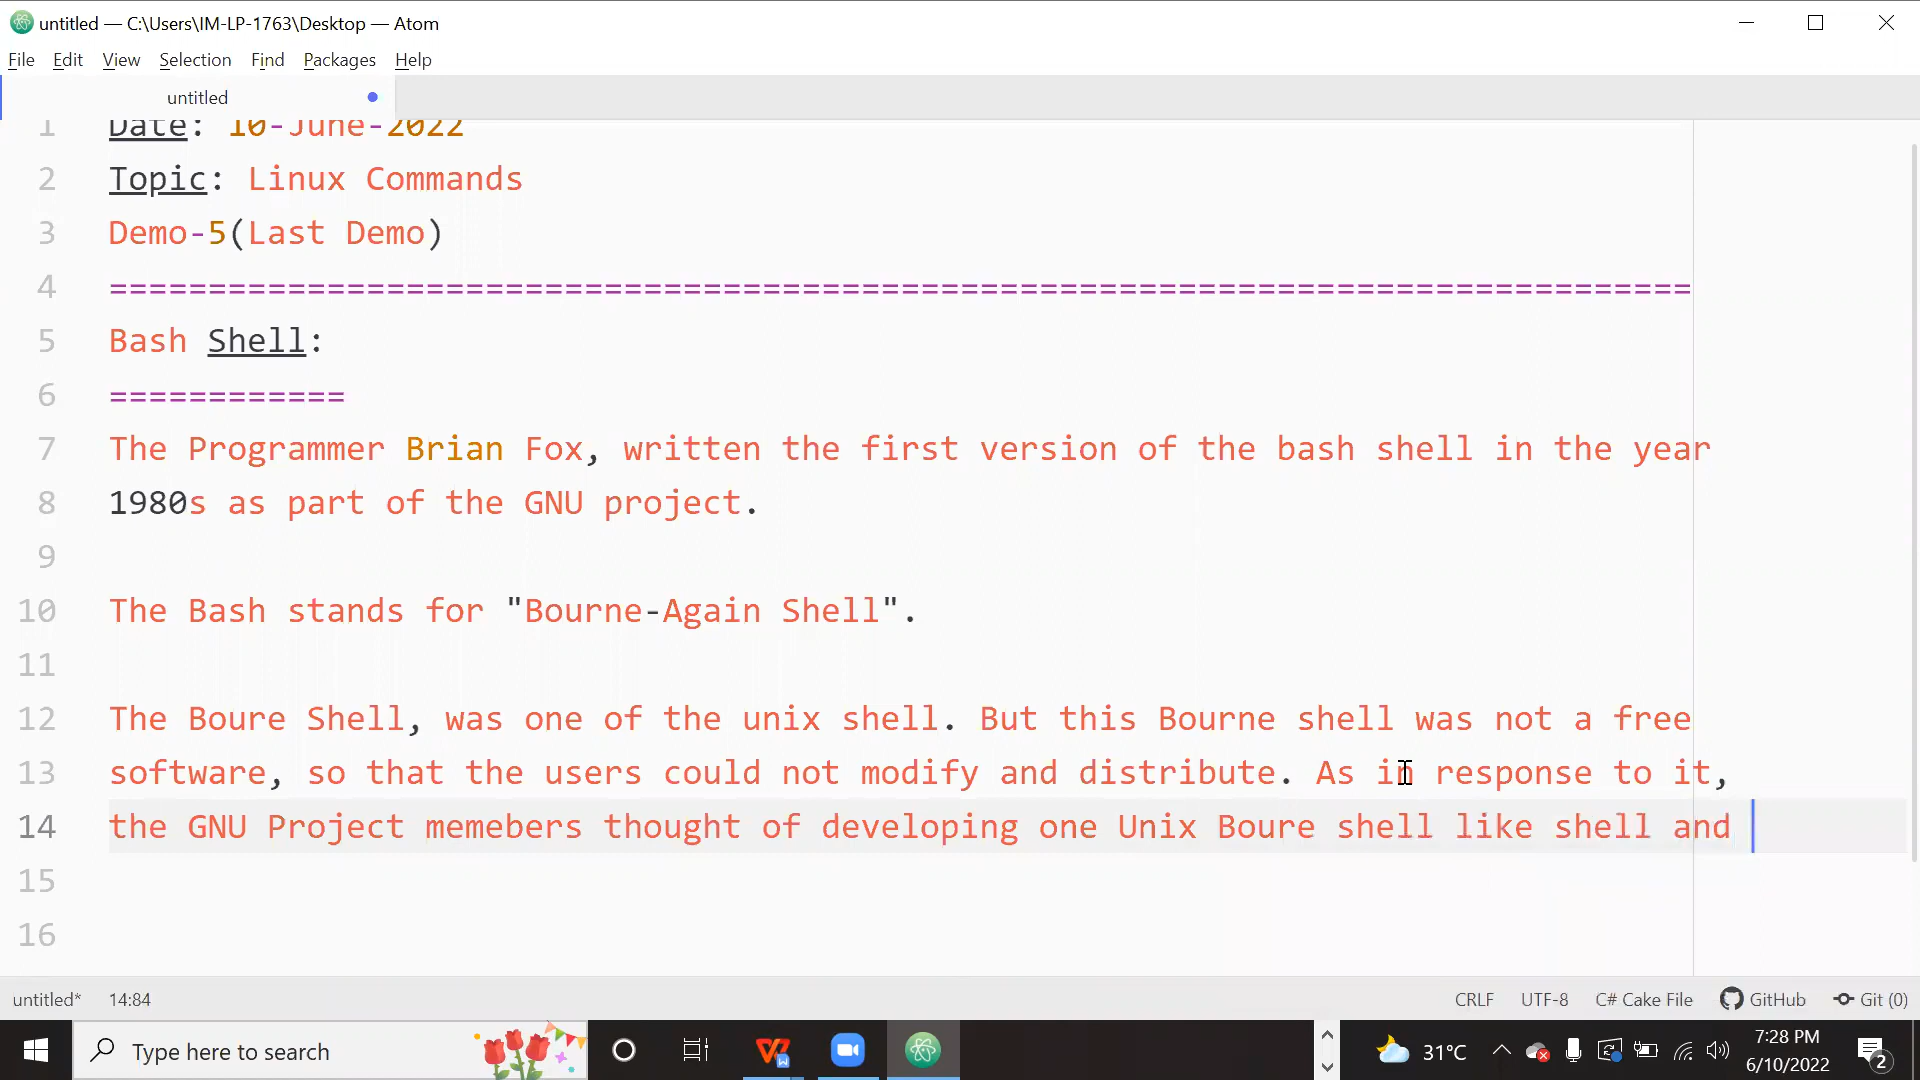 untitled — C:\Users\IM-LP-1763\Desktop — Atom
File Edit View Selection Find Packages Help
untitled
1 Date: 10-June-2022
2 Topic: Linux Commands
3 Demo-5(Last Demo)
4 ================================================================================
5 Bash Shell:
6 ============
7 The Programmer Brian Fox, written the first version of the bash shell in the year
8 1980s as part of the GNU project.
9
10 The Bash stands for "Bourne-Again Shell".
11
12 The Boure Shell, was one of the unix shell. But this Bourne shell was not a free
13 software, so that the users could not modify and distribute. As in response to it,
14 the GNU Project memebers thought of developing one Unix Boure shell like shell and
15
16
untitled* 14:84 CRLF UTF-8 C# Cake File GitHub Git (0)
Type here to search 31°C 7:28 PM
6/10/2022 2